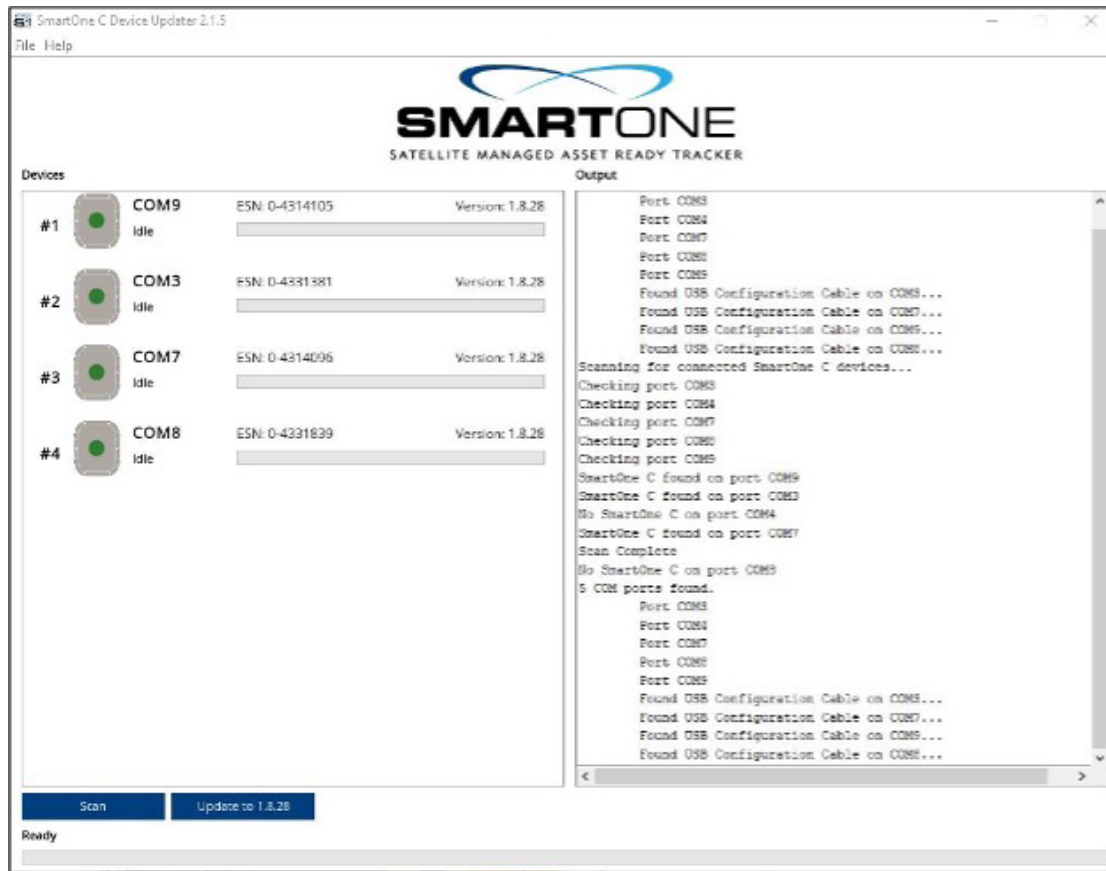 SmartOne C Device Updater 2.1.5
File Help
SMARTONE
SATELLITE MANAGED ASSET READY TRACKER
Devices
#1 COM9 ESN: 0-4314105 Version: 1.8.28
Idle
#2 COM3 ESN: 0-4331381 Version: 1.8.28
Idle
#3 COM7 ESN: 0-4314096 Version: 1.8.28
Idle
#4 COM8 ESN: 0-4331839 Version: 1.8.28
Idle
Output
Port COM3
Port COM4
Port COM7
Port COM8
Port COM9
Found USB Configuration Cable on COM3...
Found USB Configuration Cable on COM7...
Found USB Configuration Cable on COM9...
Found USB Configuration Cable on COM8...
Scanning for connected SmartOne C devices...
Checking port COM3
Checking port COM4
Checking port COM7
Checking port COM8
Checking port COM9
SmartOne C found on port COM9
SmartOne C found on port COM3
No SmartOne C on port COM4
SmartOne C found on port COM7
Scan Complete
No SmartOne C on port
5 COM ports found.
Port COM3
Port COM4
Port COM7
Port COM8
Port COM9
Found USB Configuration Cable on COM3...
Found USB Configuration Cable on COM7...
Found USB Configuration Cable on COM9...
Found USB Configuration Cable on COM8...
Scan
Update to 1.8.28
Ready